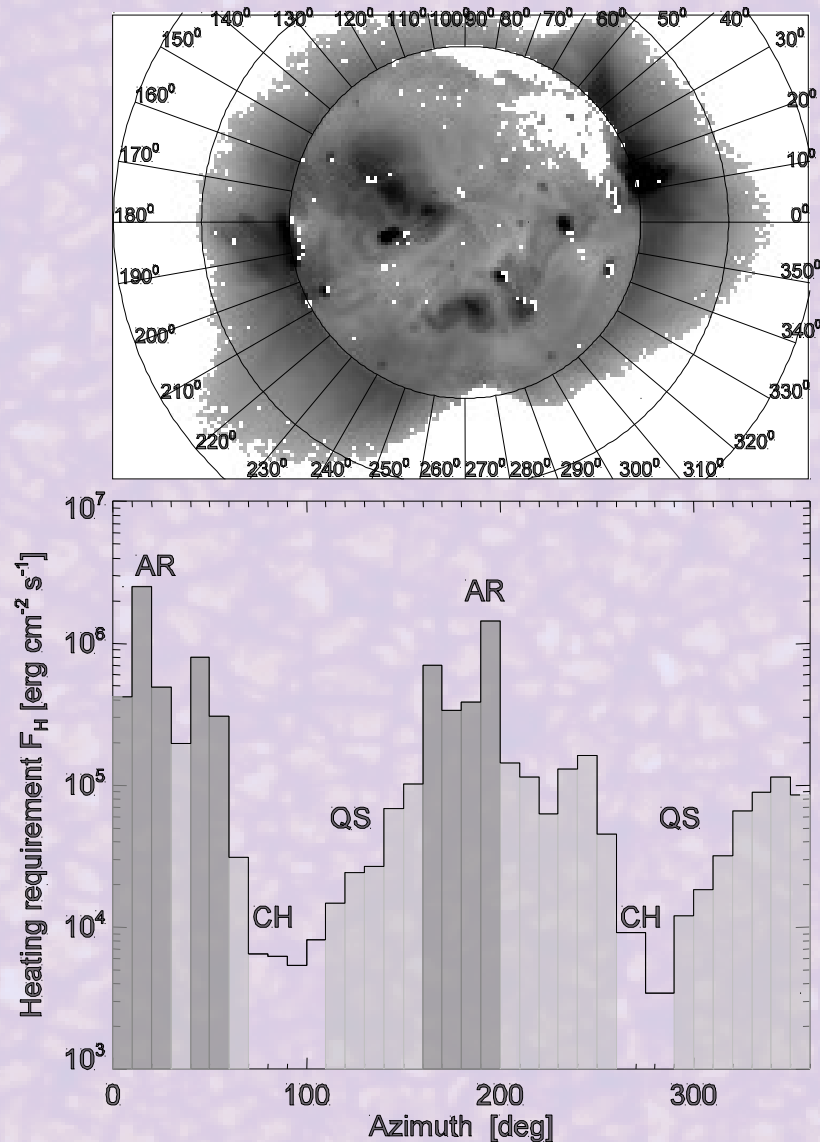 140⁰ 130⁰ 120⁰ 110⁰ 100⁰ 90⁰ 80⁰ 70⁰ 60⁰ 50⁰ 40⁰
150⁰ 30⁰
160⁰ 20⁰
170⁰ 10⁰
180⁰ 0⁰
190⁰ 350⁰
200⁰ 340⁰
210⁰ 330⁰
220⁰ 320⁰
230⁰ 240⁰ 250⁰ 260⁰ 270⁰ 280⁰ 290⁰ 300⁰ 310⁰
Heating requirement F_H [erg cm⁻² s⁻¹]
10⁷
10⁶
10⁵
10⁴
10³
AR
AR
QS
QS
CH
CH
0 100 200 300
Azimuth [deg]